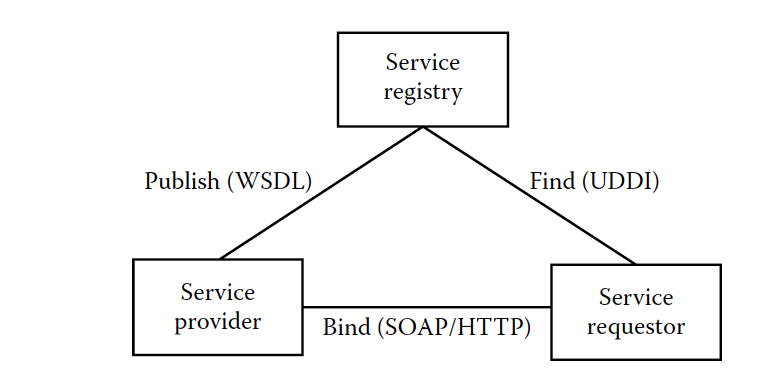 Service
registry
Publish (WSDL)
Find (UDDI)
Service
provider
Bind (SOAP/HTTP)
Service
requestor